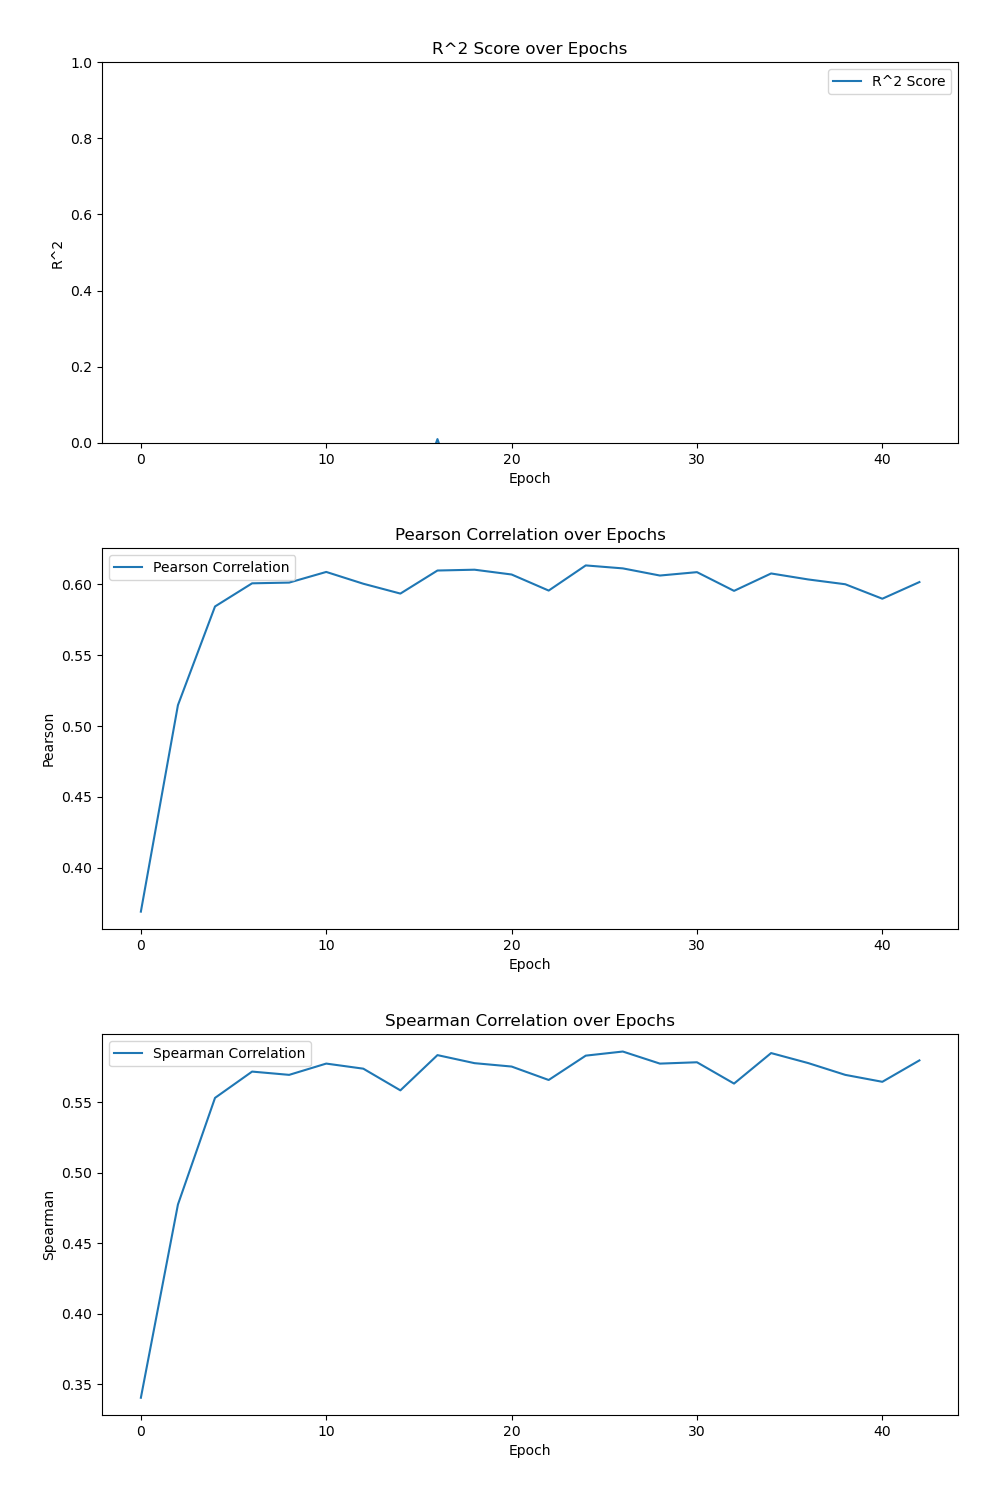 R^2 Score over Epochs
1.0
R^2 Score
0.8
0.6
R^2
0.4
0.2
0.0
0 10 20 30 40
Epoch
Pearson Correlation over Epochs
Pearson Correlation
0.60
0.55
0.50
Pearson
0.45
0.40
0 10 20 30 40
Epoch
Spearman Correlation over Epochs
Spearman Correlation
0.55
0.50
Spearman
0.45
0.40
0.35
0 10 20 30 40
Epoch